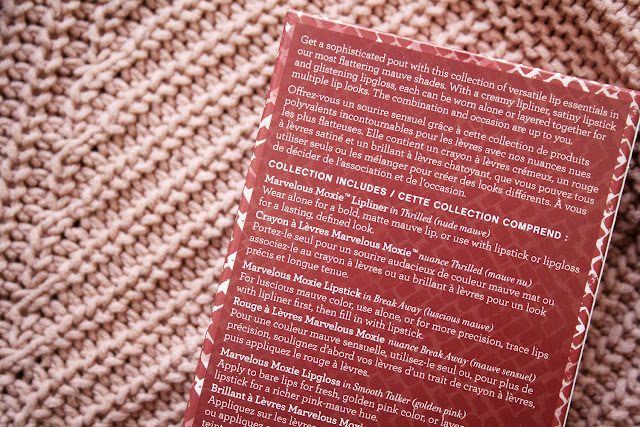 Get a sophisticated pout with this collection of versatile lip essentials in
our most flattering mauve shades. With a creamy lipliner, satiny lipstick
and glistening lipgloss, each can be worn alone or layered together for
multiple lip looks. The combination and occasion are up to you.
Offrez-vous un sourire sensuel grâce à cette collection de produits
polyvalents incontournables pour les lèvres avec nos nuances nues
les plus flatteuses. Elle contient un crayon à lèvres crémeux, un rouge
à lèvres satiné et un brillant à lèvres chatoyant, que vous pouvez tous
utiliser seuls ou les mélanger pour créer des looks différents. À vous
de décider de l'association et de l'occasion.
COLLECTION INCLUDES / CETTE COLLECTION COMPREND :
Marvelous Moxie™ Lipliner in Thrilled (nude mauve)
Wear alone for a bold, matte mauve lip, or use with lipstick or lipgloss
for a lasting, defined look.
Crayon à Lèvres Marvelous Moxie™ nuance Thrilled (mauve nu)
Portez-le seul pour un sourire audacieux de couleur mauve mat ou
associez-le au crayon à lèvres ou au brillant à lèvres pour un look
précis et longue tenue.
Marvelous Moxie Lipstick in Break Away (luscious mauve)
For luscious mauve color, use alone, or for more precision, trace lips
with lipliner first, then fill in with lipstick.
Rouge à Lèvres Marvelous Moxie nuance Break Away (mauve sensuel)
Pour une couleur mauve sensuelle, utilisez-le seul ou, pour plus de
précision, soulignez d'abord vos lèvres d'un trait de crayon à lèvres,
puis appliquez le rouge à lèvres.
Marvelous Moxie Lipgloss in Smooth Talker (golden pink)
Apply to bare lips for fresh, golden pink color, or layer
lipstick for a richer pink-mauve hue.
Brillant à Lèvres Marvelous Moxie
Appliquez sur les lèvres
ou appliquez